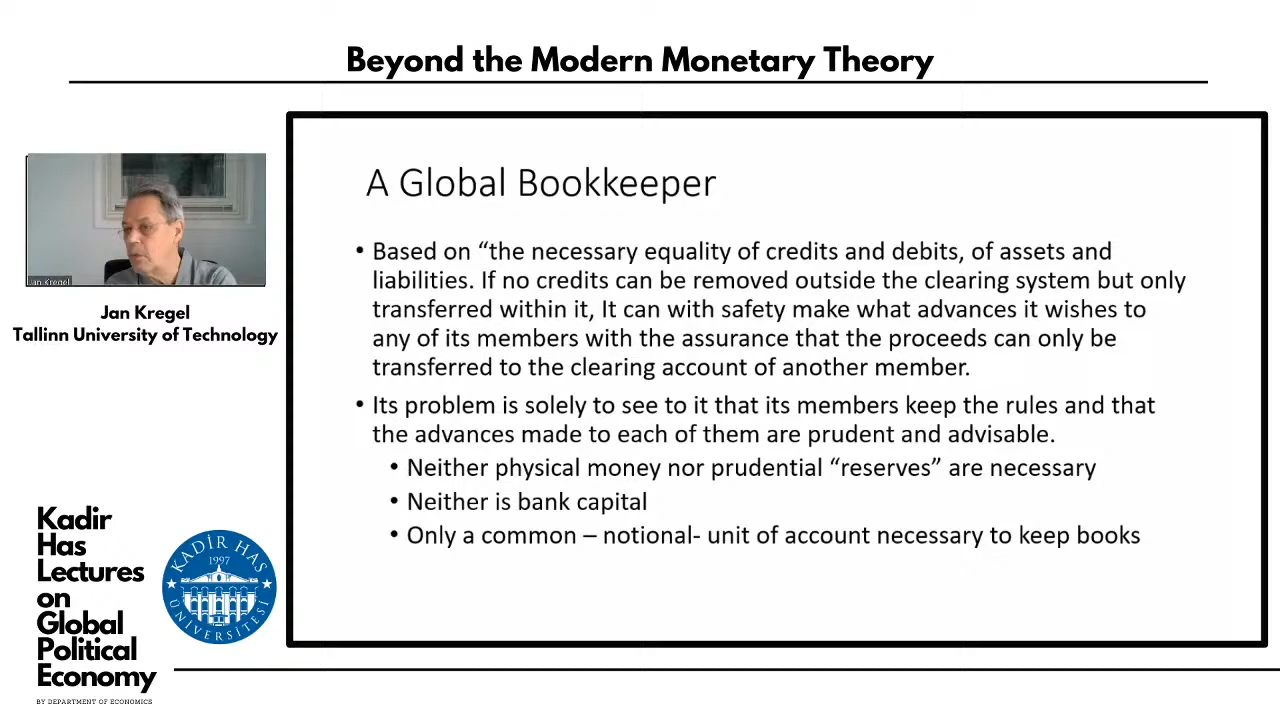 Beyond the Modern Monetary Theory
Jan Kregel
Jan Kregel
Tallinn University of Technology
A Global Bookkeeper
• Based on “the necessary equality of credits and debits, of assets and
liabilities. If no credits can be removed outside the clearing system but only
transferred within it, It can with safety make what advances it wishes to
any of its members with the assurance that the proceeds can only be
transferred to the clearing account of another member.
• Its problem is solely to see to it that its members keep the rules and that
the advances made to each of them are prudent and advisable.
• Neither physical money nor prudential “reserves” are necessary
• Neither is bank capital
• Only a common – notional- unit of account necessary to keep books
Kadir
Has
Lectures
on
Global
Political
Economy
BY DEPARTMENT OF ECONOMICS
KADİR HAS
1997
ÜNİVERSİTESİ